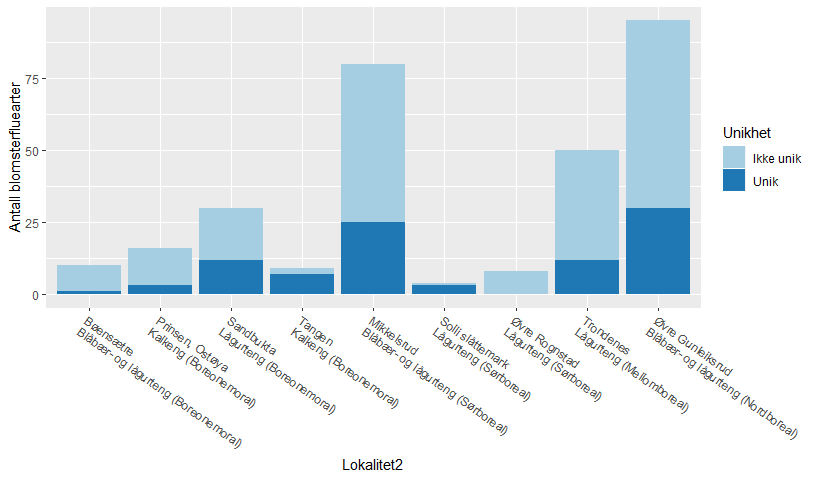 Antall blomsterfluearter
75
50
25
0
Bøensætre
Blåbær- og lågurteng (Boreonemoral)
Prinsen, Ostøya
Kalkeng (Boreonemoral)
Sandbukta
Lågurteng (Boreonemoral)
Tangen
Kalkeng (Boreonemoral)
Mikkelsrud
Blåbær- og lågurteng (Sørboreal)
Solli slåttemark
Lågurteng (Sørboreal)
Øvre Rognstad
Lågurteng (Sørboreal)
Trondenes
Lågurteng (Mellomboreal)
Øvre Gunleiksrud
Blåbær- og lågurteng (Nordboreal)
Lokalitet2
Unikhet
Ikke unik
Unik